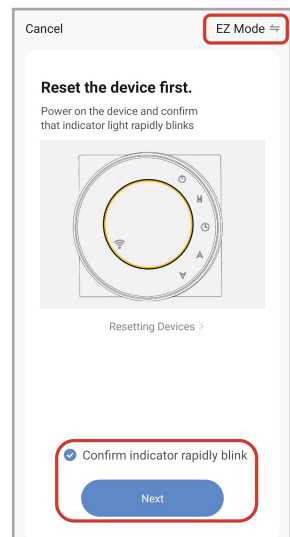 Cancel
EZ Mode
Reset the device first.
Power on the device and confirm
that indicator light rapidly blinks
Resetting Devices >
Confirm indicator rapidly blink
Next